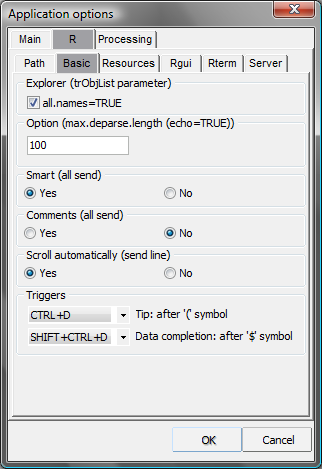 Application options
Main R Processing
Path Basic Resources Rgui Rterm Server
Explorer (trObjList parameter)
all.names=TRUE
Option (max.deparse.length (echo=TRUE))
100
Smart (all send)
Yes No
Comments (all send)
Yes No
Scroll automatically (send line)
Yes No
Triggers
CTRL+D Tip: after '(' symbol
SHIFT+CTRL+D Data completion: after '$' symbol
OK Cancel